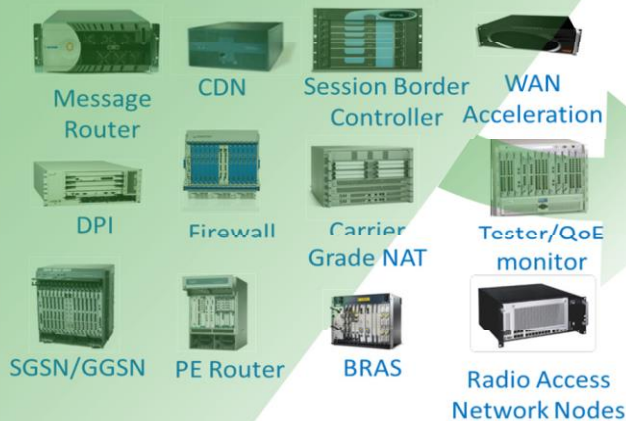 Message
Router
CDN
Session Border
Controller
WAN
Acceleration
DPI
Firewall
Carrier
Grade NAT
Tester/QoE
monitor
SGSN/GGSN
PE Router
BRAS
Radio Access
Network Nodes